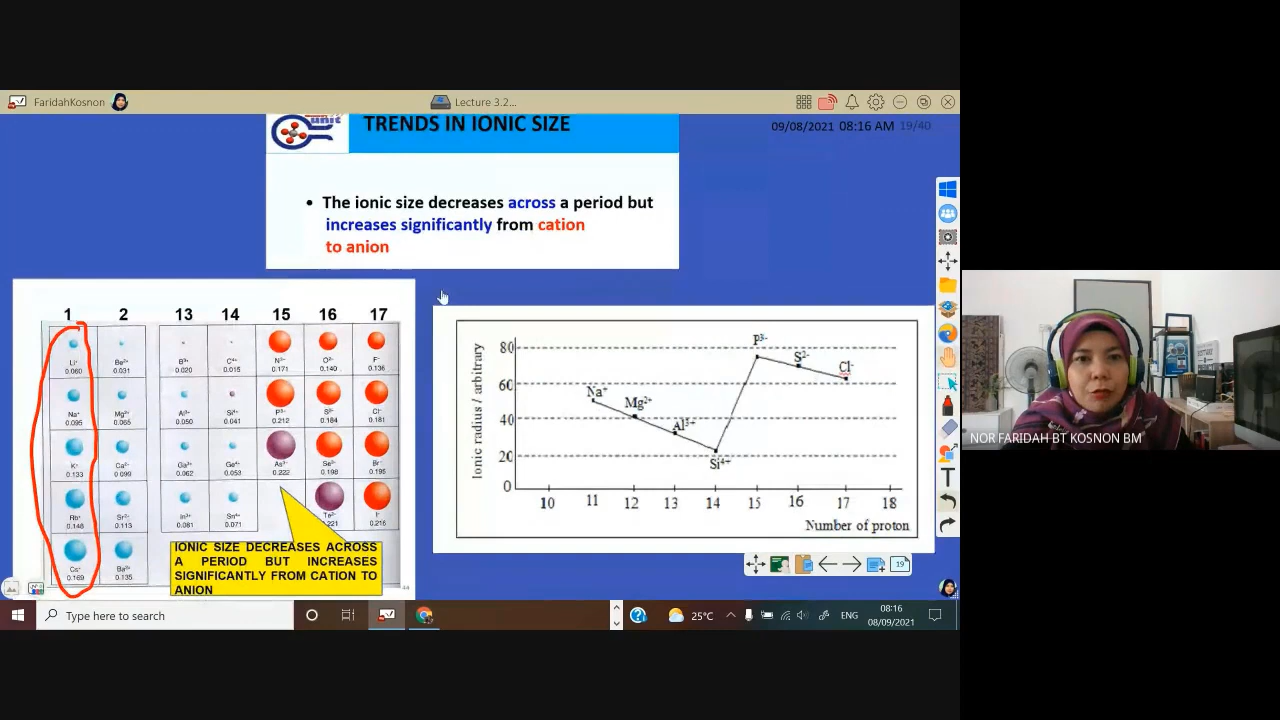 FaridahKosnon
Lecture 3.2...
unit
TRENDS IN IONIC SIZE
09/08/2021 08:16 AM 19/40
• The ionic size decreases across a period but
increases significantly from cation
to anion
1 2 13 14 15 16 17
Li⁺ Be²⁺ B³⁺ C⁴⁺ N³⁻ O²⁻ F⁻
0.060 0.031 0.020 0.015 0.171 0.140 0.136
Na⁺ Mg²⁺ Al³⁺ Si⁴⁺ P³⁻ S²⁻ Cl⁻
0.095 0.065 0.050 0.041 0.212 0.184 0.181
K⁺ Ca²⁺ Ga³⁺ Ge⁴⁺ As³⁻ Se²⁻ Br⁻
0.133 0.099 0.062 0.053 0.222 0.198 0.195
Rb⁺ Sr²⁺ In³⁺ Sn⁴⁺ Te²⁻ I⁻
0.148 0.113 0.081 0.071 .221 0.216
Cs⁺ Ba²⁺
0.169 0.135
IONIC SIZE DECREASES ACROSS
A PERIOD BUT INCREASES
SIGNIFICANTLY FROM CATION TO
ANION
Ionic radius / arbitrary
80
60
40
20
0
Na⁺ Mg²⁺ Al³⁺ Si⁴⁺ P³⁻ S²⁻ Cl⁻
10 11 12 13 14 15 16 17 18
Number of proton
NOR FARIDAH BT KOSNON BM
19
Type here to search
25°C
ENG
08:16
08/09/2021